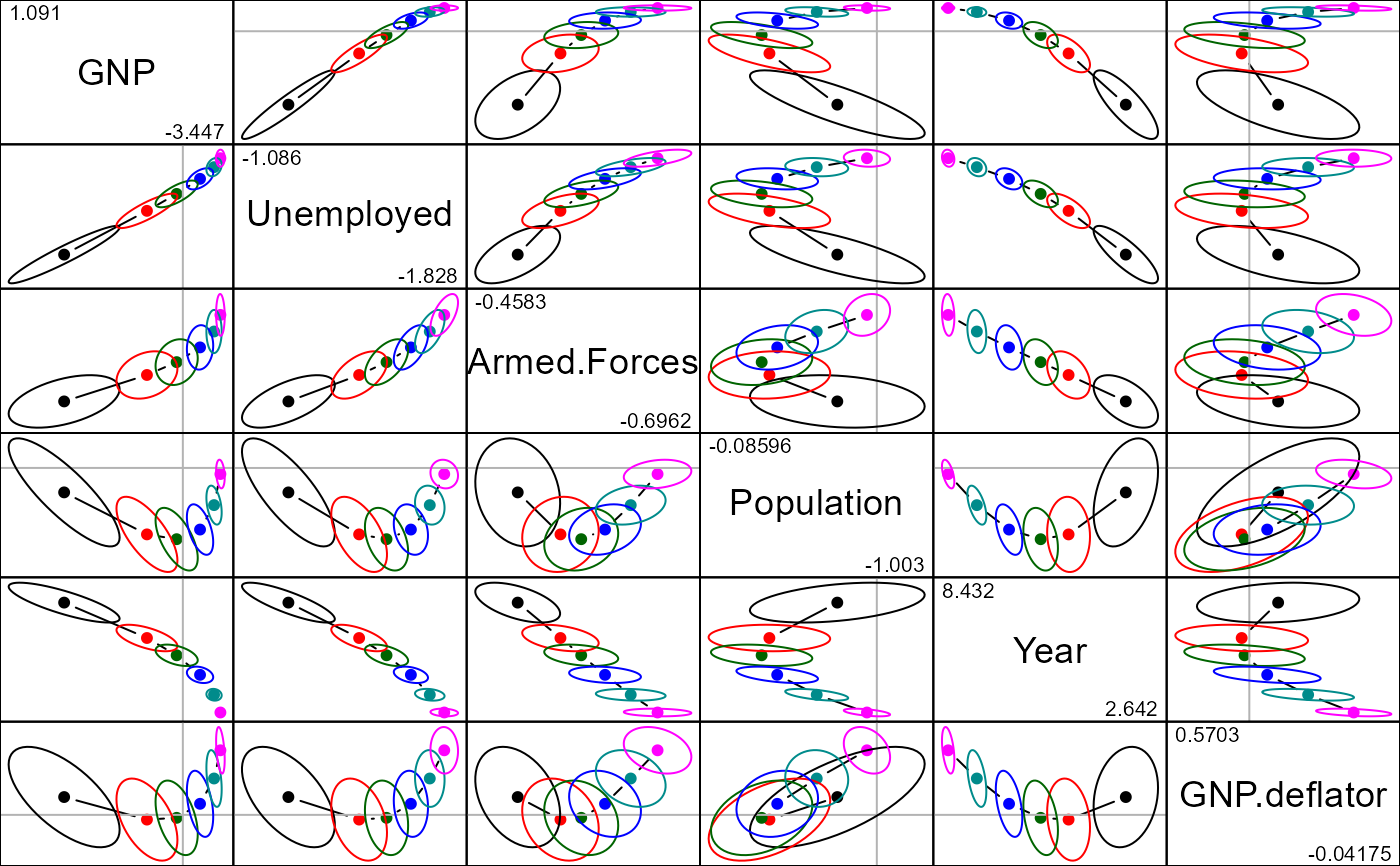 1.091
GNP
-3.447
-1.086
Unemployed
-1.828
-0.4583
Armed.Forces
-0.6962
-0.08596
Population
-1.003
8.432
Year
2.642
0.5703
GNP.deflator
-0.04175